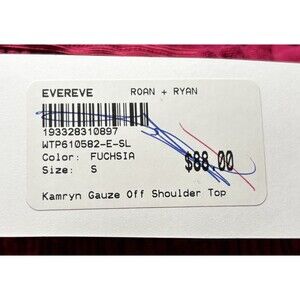 EVEREVE ROAN + RYAN
193328310897
WTP610582-E-SL
Color: FUCHSIA
Size: S
$88.00
Kamryn Gauze Off Shoulder Top